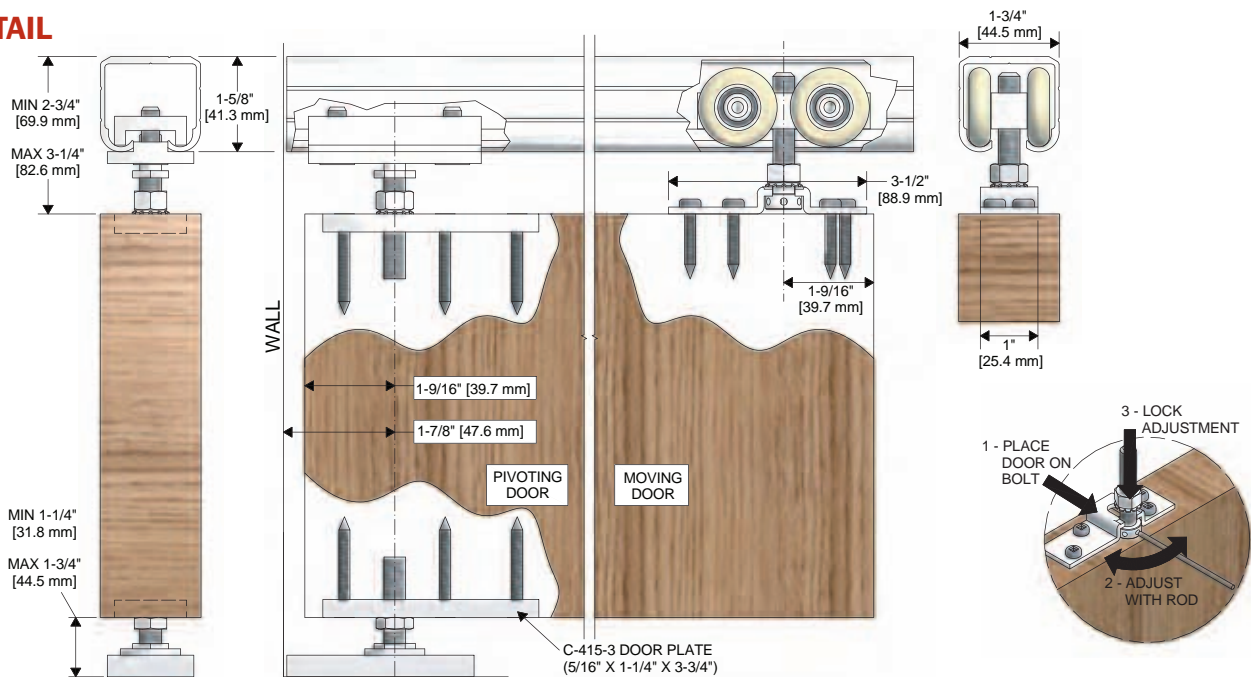 TAIL
MIN 2-3/4"
[69.9 mm]
MAX 3-1/4"
[82.6 mm]
1-5/8"
[41.3 mm]
3-1/2"
[88.9 mm]
1-9/16"
[39.7 mm]
1-3/4"
[44.5 mm]
1"
[25.4 mm]
WALL
1-9/16" [39.7 mm]
1-7/8" [47.6 mm]
PIVOTING
DOOR
MOVING
DOOR
MIN 1-1/4"
[31.8 mm]
MAX 1-3/4"
[44.5 mm]
C-415-3 DOOR PLATE
(5/16" X 1-1/4" X 3-3/4")
3 - LOCK
ADJUSTMENT
1 - PLACE
DOOR ON
BOLT
2 - ADJUST
WITH ROD